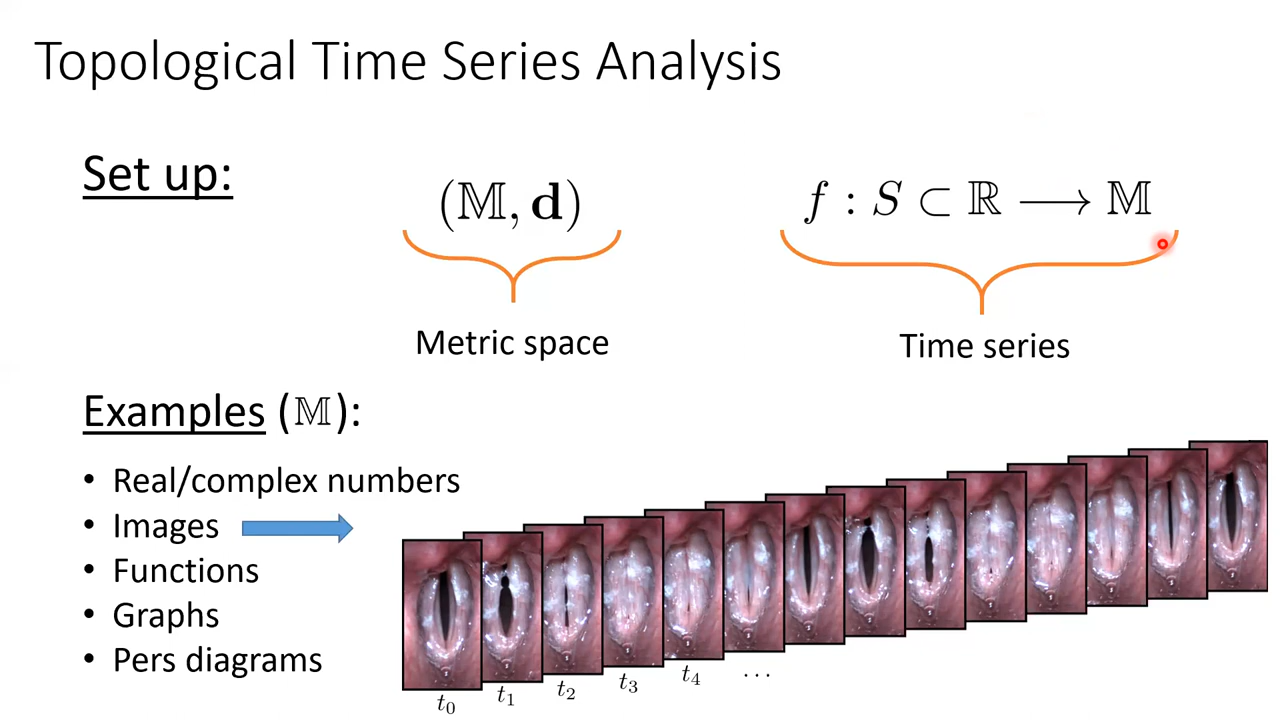 Topological Time Series Analysis
Set up:
(𝕄, d)
f : S ⊂ ℝ ⟶ 𝕄
Metric space
Time series
Examples (𝕄):
• Real/complex numbers
• Images
• Functions
• Graphs
• Pers diagrams
t₀ t₁ t₂ t₃ t₄ ⋯